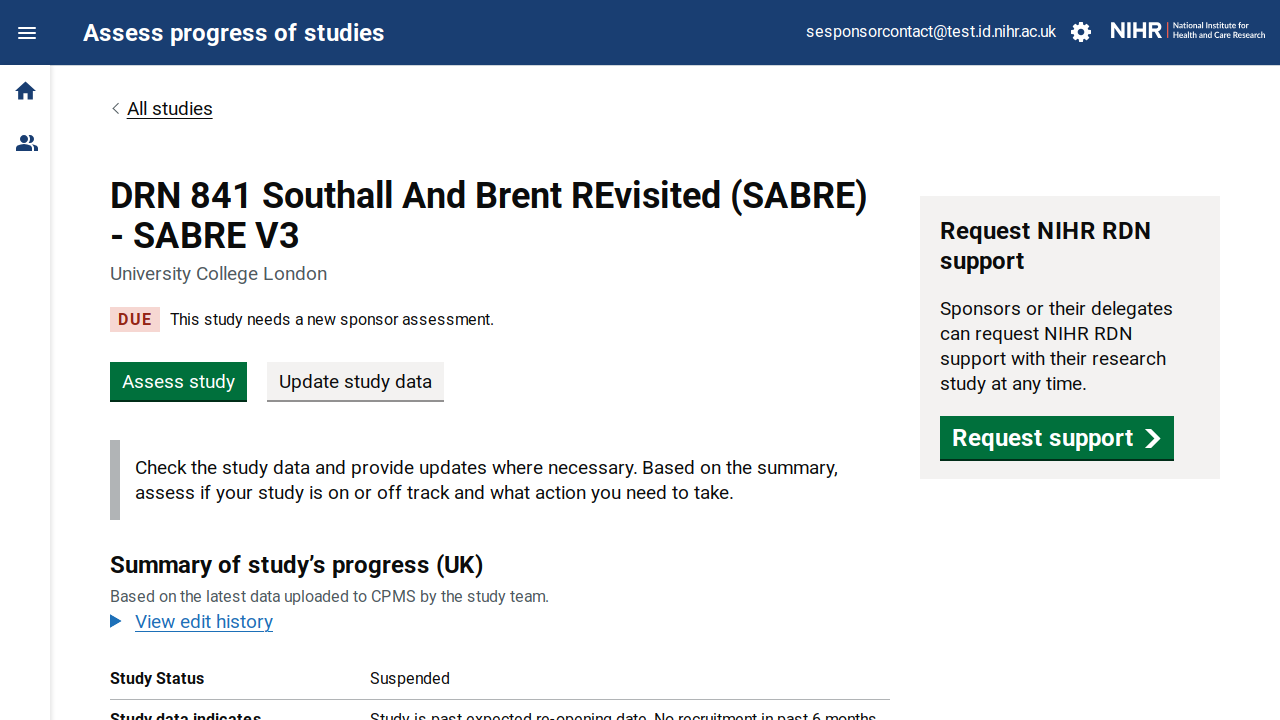 Assess progress of studies
sesponsorcontact@test.id.nihr.ac.uk
NIHR
National Institute for
Health and Care Research
All studies
DRN 841 Southall And Brent REvisited (SABRE)
- SABRE V3
University College London
DUE This study needs a new sponsor assessment.
Assess study
Update study data
Check the study data and provide updates where necessary. Based on the summary,
assess if your study is on or off track and what action you need to take.
Summary of study’s progress (UK)
Based on the latest data uploaded to CPMS by the study team.
View edit history
Study Status Suspended
Study data indicates Study is past expected re-opening date, No recruitment in past 6 months
Request NIHR RDN
support
Sponsors or their delegates
can request NIHR RDN
support with their research
study at any time.
Request support